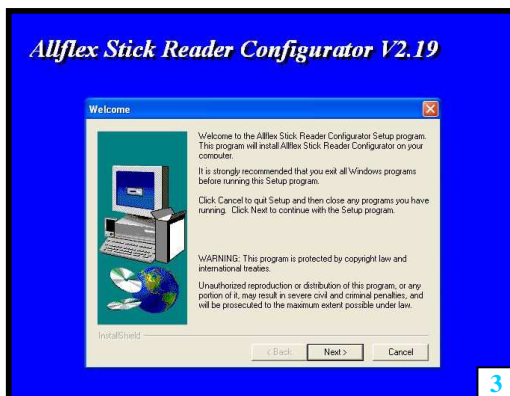 Allflex Stick Reader Configurator V2.19
Welcome
Welcome to the Allflex Stick Reader Configurator Setup program.
This program will install Allflex Stick Reader Configurator on your
computer.
It is strongly recommended that you exit all Windows programs
before running this Setup program.
Click Cancel to quit Setup and then close any programs you have
running. Click Next to continue with the Setup program.
WARNING: This program is protected by copyright law and
international treaties.
Unauthorized reproduction or distribution of this program, or any
portion of it, may result in severe civil and criminal penalties, and
will be prosecuted to the maximum extent possible under law.
InstallShield
< Back
Next >
Cancel
3